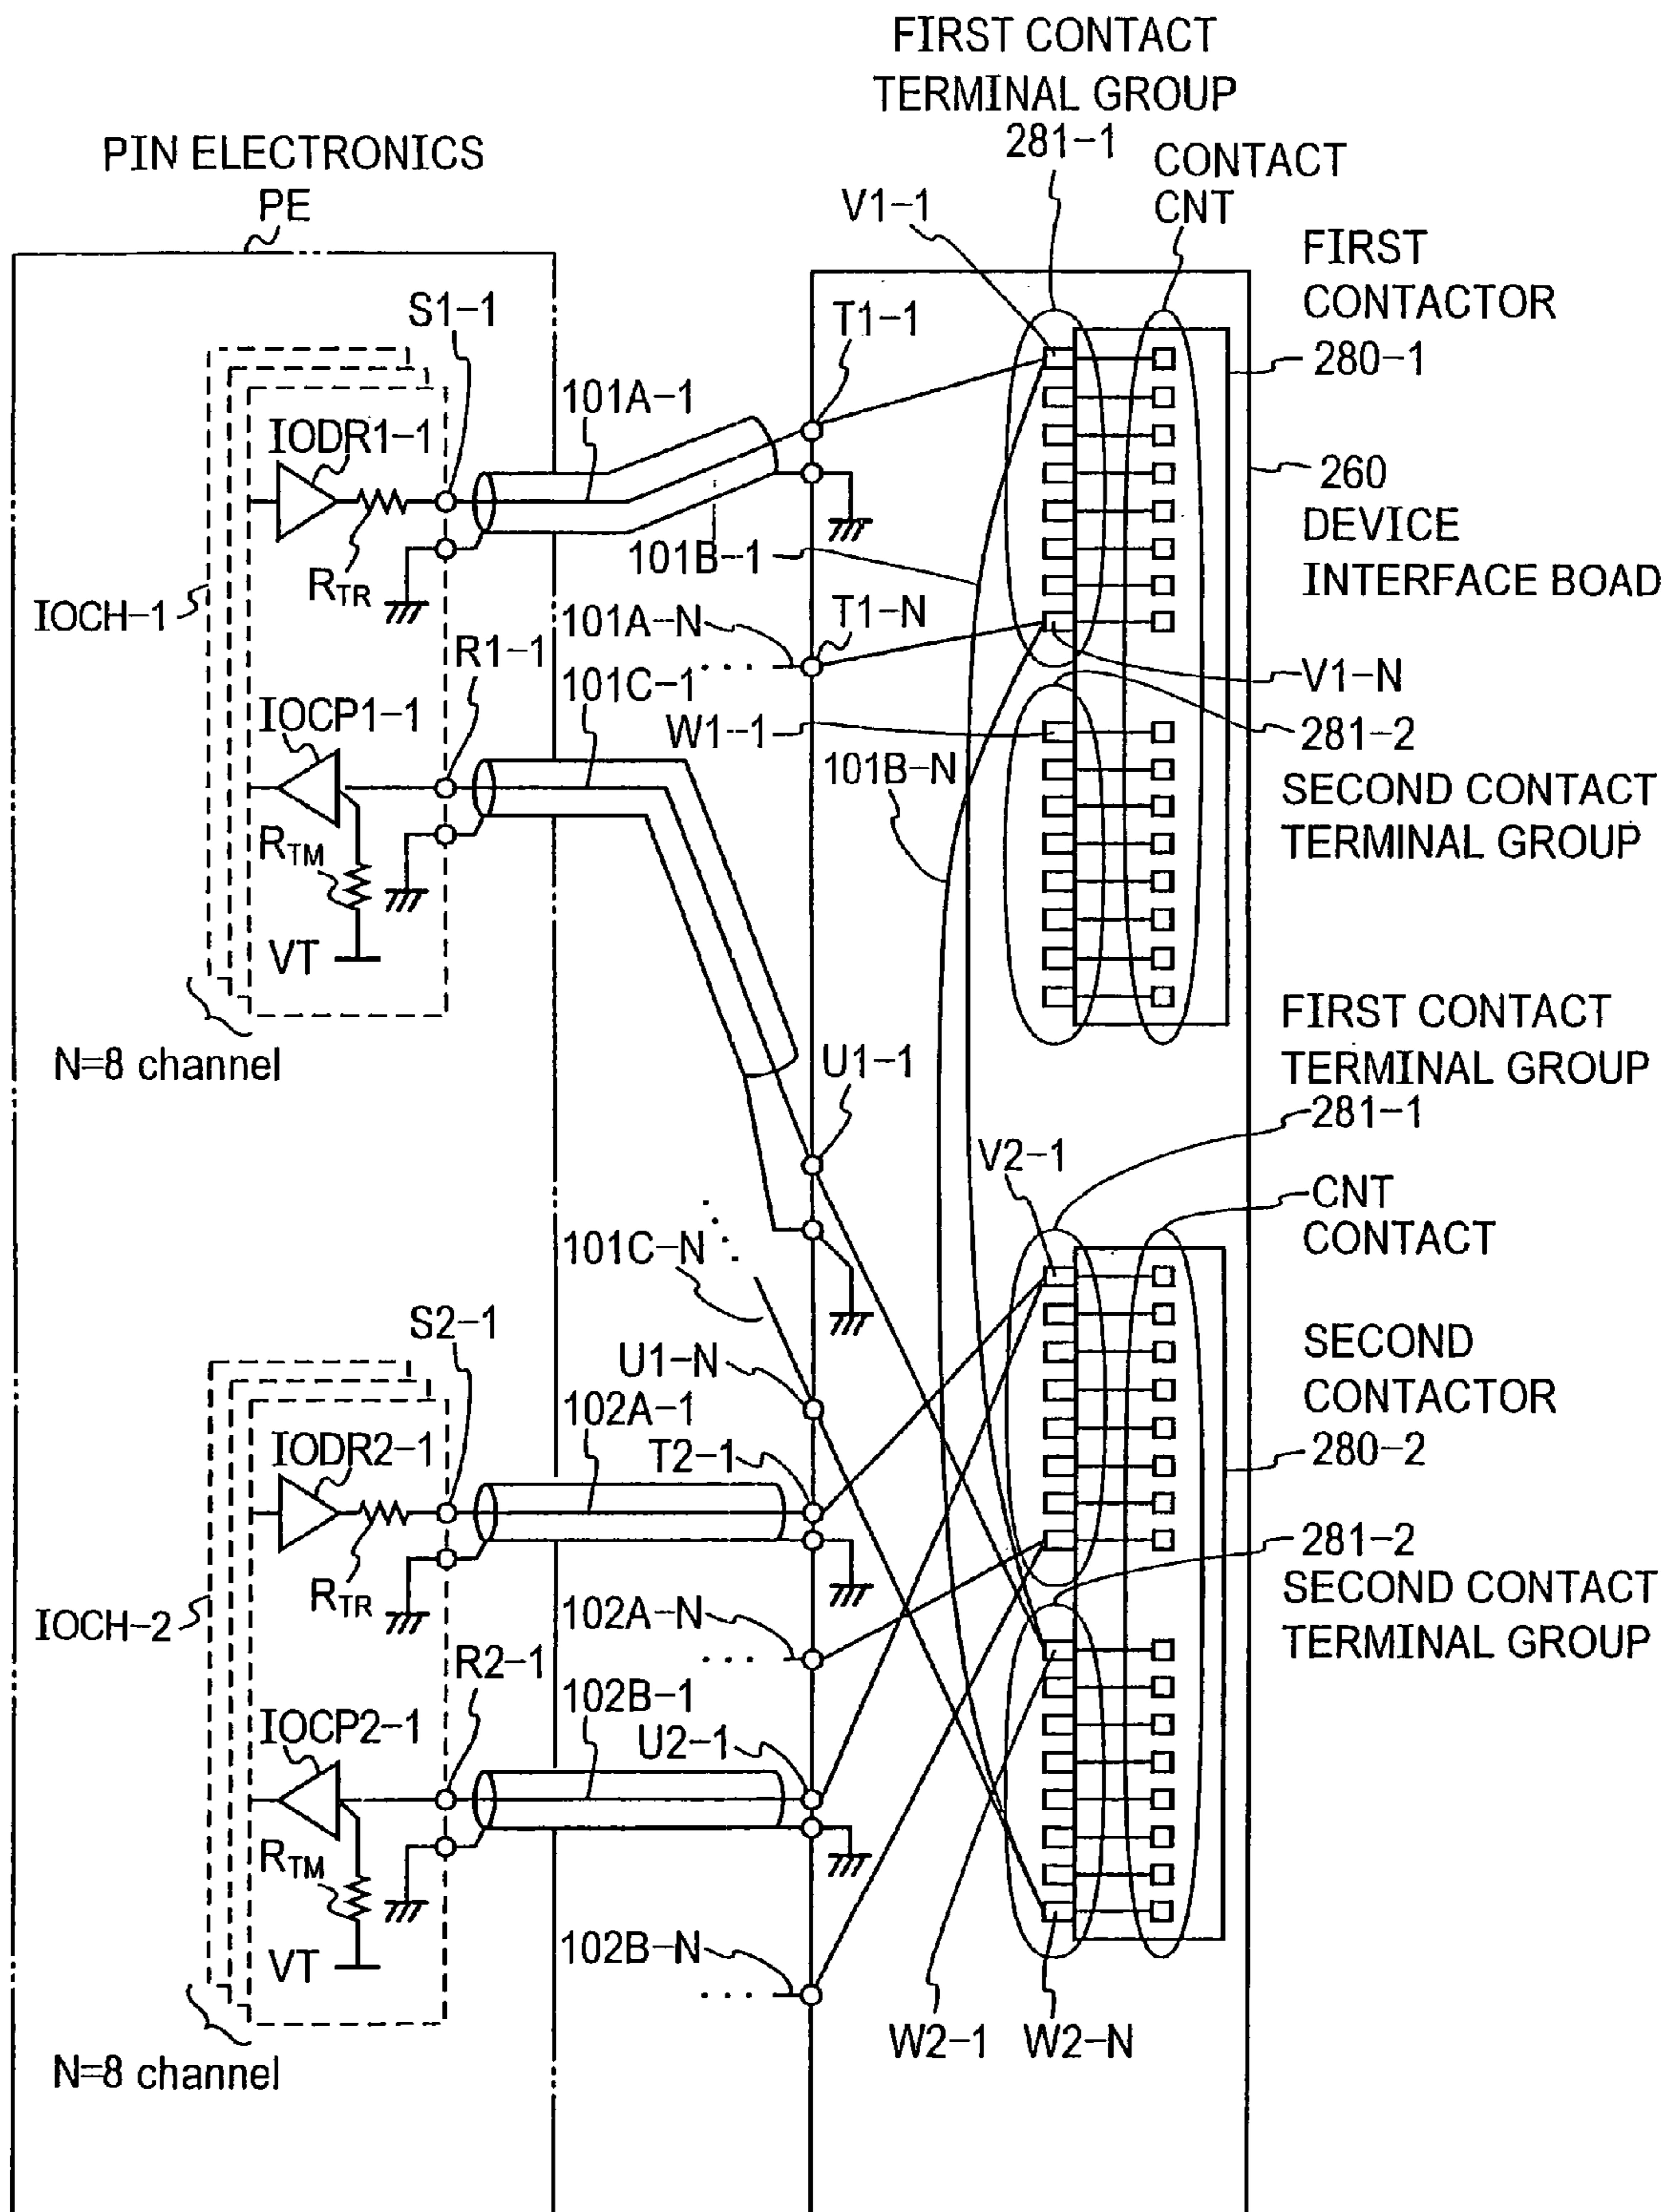 FIRST CONTACT
TERMINAL GROUP
281-1
CONTACT
CNT
PIN ELECTRONICS
PE
V1-1
FIRST
CONTACTOR
280-1
S1-1
T1-1
101A-1
IODR1-1
260
DEVICE
INTERFACE BOAD
101B-1
RTR
IOCH-1
101A-N
T1-N
R1-1
101C-1
V1-N
IOCP1-1
W1-1
281-2
SECOND CONTACT
TERMINAL GROUP
101B-N
RTM
VT
N=8 channel
FIRST CONTACT
TERMINAL GROUP
281-1
U1-1
V2-1
CNT
CONTACT
101C-N
S2-1
SECOND
CONTACTOR
280-2
U1-N
102A-1
IODR2-1
T2-1
281-2
SECOND CONTACT
TERMINAL GROUP
RTR
102A-N
IOCH-2
R2-1
102B-1
IOCP2-1
U2-1
RTM
102B-N
VT
W2-1
W2-N
N=8 channel